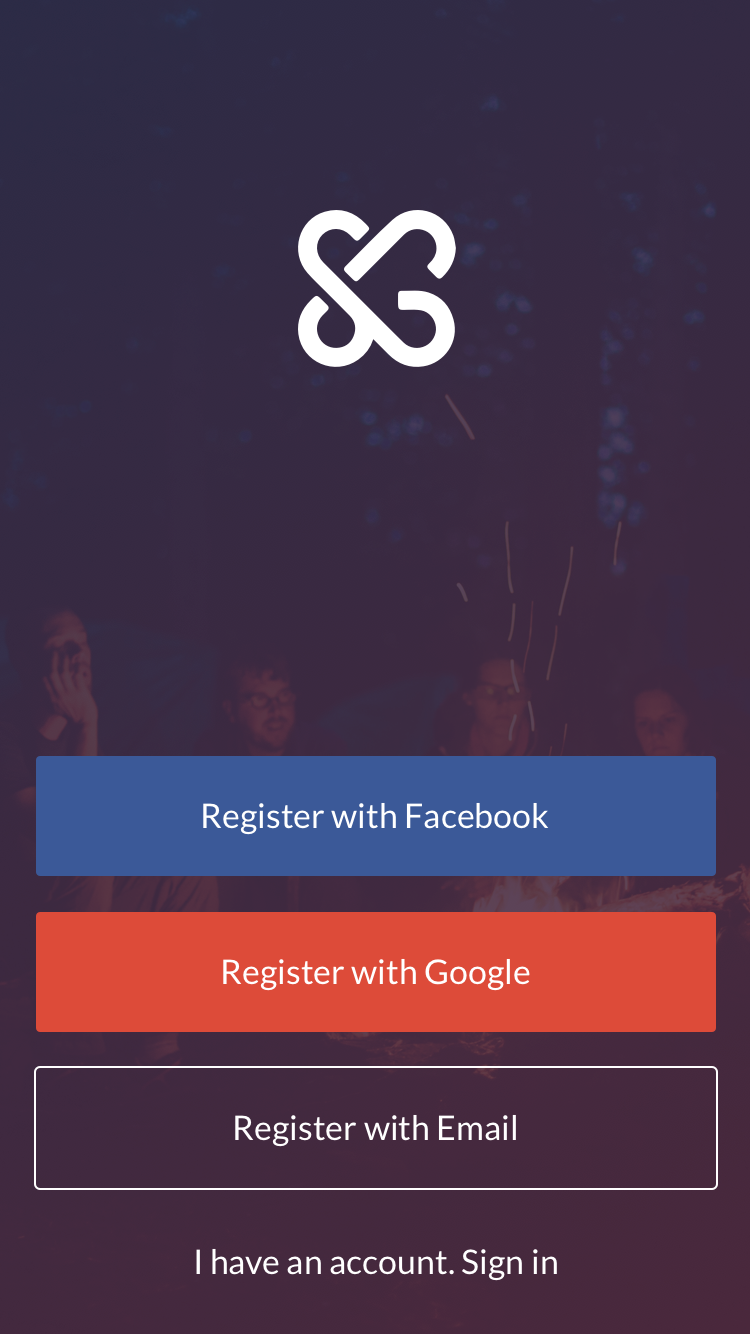 Register with Facebook
Register with Google
Register with Email
I have an account. Sign in